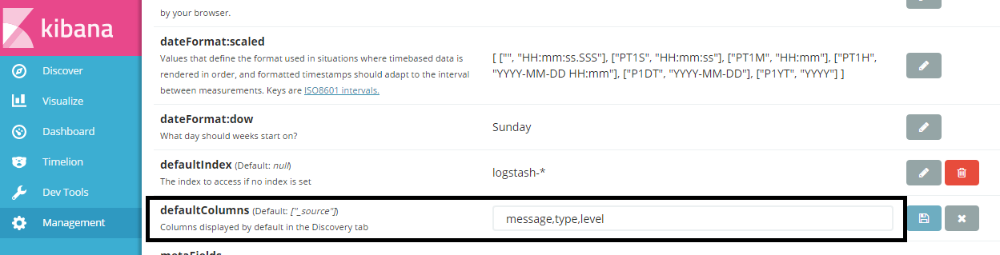 kibana
Discover
Visualize
Dashboard
Timelion
Dev Tools
Management
by your browser.
dateFormat:scaled
Values that define the format used in situations where timebased data is
rendered in order, and formatted timestamps should adapt to the interval
between measurements. Keys are ISO8601 intervals.
[ ["", "HH:mm:ss.SSS"], ["PT1S", "HH:mm:ss"], ["PT1M", "HH:mm"], ["PT1H",
"YYYY-MM-DD HH:mm"], ["P1DT", "YYYY-MM-DD"], ["P1YT", "YYYY"] ]
dateFormat:dow
What day should weeks start on?
Sunday
defaultIndex (Default: null)
The index to access if no index is set
logstash-*
defaultColumns (Default: ["_source"])
Columns displayed by default in the Discovery tab
message,type,level
metaFields